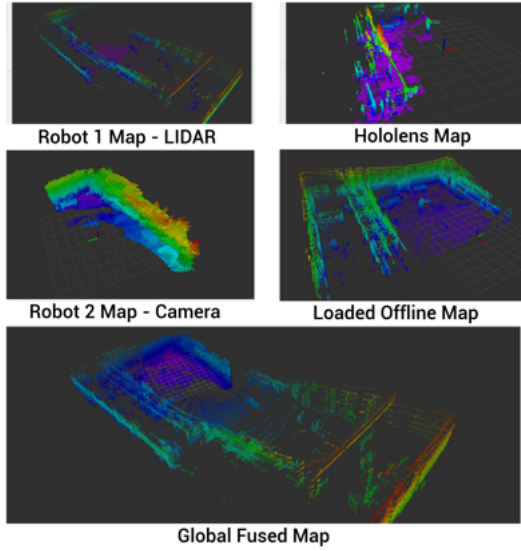 Robot 1 Map - LIDAR
Hololens Map
Robot 2 Map - Camera
Loaded Offline Map
Global Fused Map